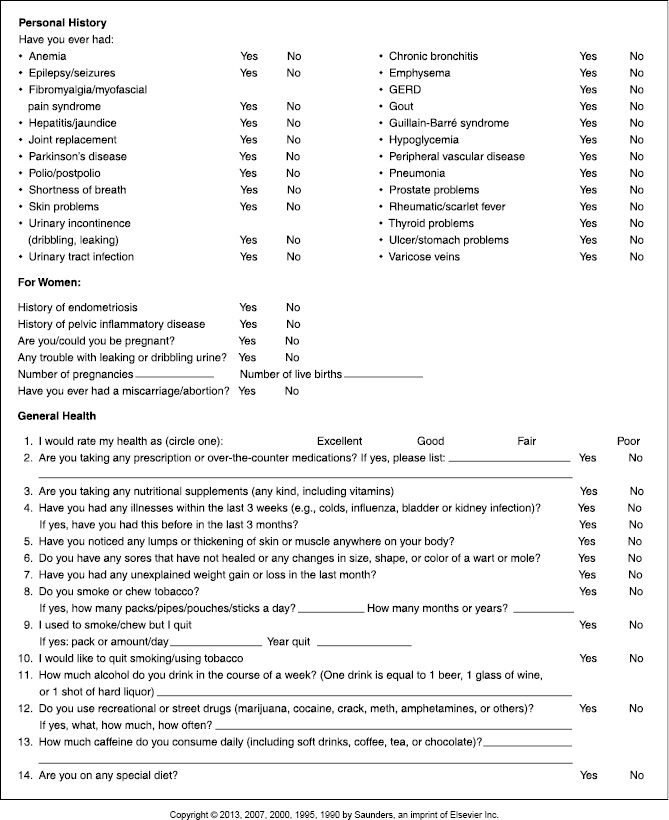 Personal History
Have you ever had:
• Anemia Yes No • Chronic bronchitis Yes No
• Epilepsy/seizures Yes No • Emphysema Yes No
• Fibromyalgia/myofascial • GERD Yes No
pain syndrome Yes No • Gout Yes No
• Hepatitis/jaundice Yes No • Guillain-Barré syndrome Yes No
• Joint replacement Yes No • Hypoglycemia Yes No
• Parkinson's disease Yes No • Peripheral vascular disease Yes No
• Polio/postpolio Yes No • Pneumonia Yes No
• Shortness of breath Yes No • Prostate problems Yes No
• Skin problems Yes No • Rheumatic/scarlet fever Yes No
• Urinary incontinence • Thyroid problems Yes No
(dribbling, leaking) Yes No • Ulcer/stomach problems Yes No
• Urinary tract infection Yes No • Varicose veins Yes No
For Women:
History of endometriosis Yes No
History of pelvic inflammatory disease Yes No
Are you/could you be pregnant? Yes No
Any trouble with leaking or dribbling urine? Yes No
Number of pregnancies ______ Number of live births ______
Have you ever had a miscarriage/abortion? Yes No
General Health
1. I would rate my health as (circle one): Excellent Good Fair Poor
2. Are you taking any prescription or over-the-counter medications? If yes, please list: ______ Yes No
3. Are you taking any nutritional supplements (any kind, including vitamins) Yes No
4. Have you had any illnesses within the last 3 weeks (e.g., colds, influenza, bladder or kidney infection)? Yes No
If yes, have you had this before in the last 3 months? Yes No
5. Have you noticed any lumps or thickening of skin or muscle anywhere on your body? Yes No
6. Do you have any sores that have not healed or any changes in size, shape, or color of a wart or mole? Yes No
7. Have you had any unexplained weight gain or loss in the last month? Yes No
8. Do you smoke or chew tobacco? Yes No
If yes, how many packs/pipes/pouches/sticks a day? ______ How many months or years? ______
9. I used to smoke/chew but I quit Yes No
If yes: pack or amount/day ______ Year quit ______
10. I would like to quit smoking/using tobacco Yes No
11. How much alcohol do you drink in the course of a week? (One drink is equal to 1 beer, 1 glass of wine,
or 1 shot of hard liquor) ______
12. Do you use recreational or street drugs (marijuana, cocaine, crack, meth, amphetamines, or others)? Yes No
If yes, what, how much, how often? ______
13. How much caffeine do you consume daily (including soft drinks, coffee, tea, or chocolate)? ______
14. Are you on any special diet? Yes No
Copyright © 2013, 2007, 2000, 1995, 1990 by Saunders, an imprint of Elsevier Inc.